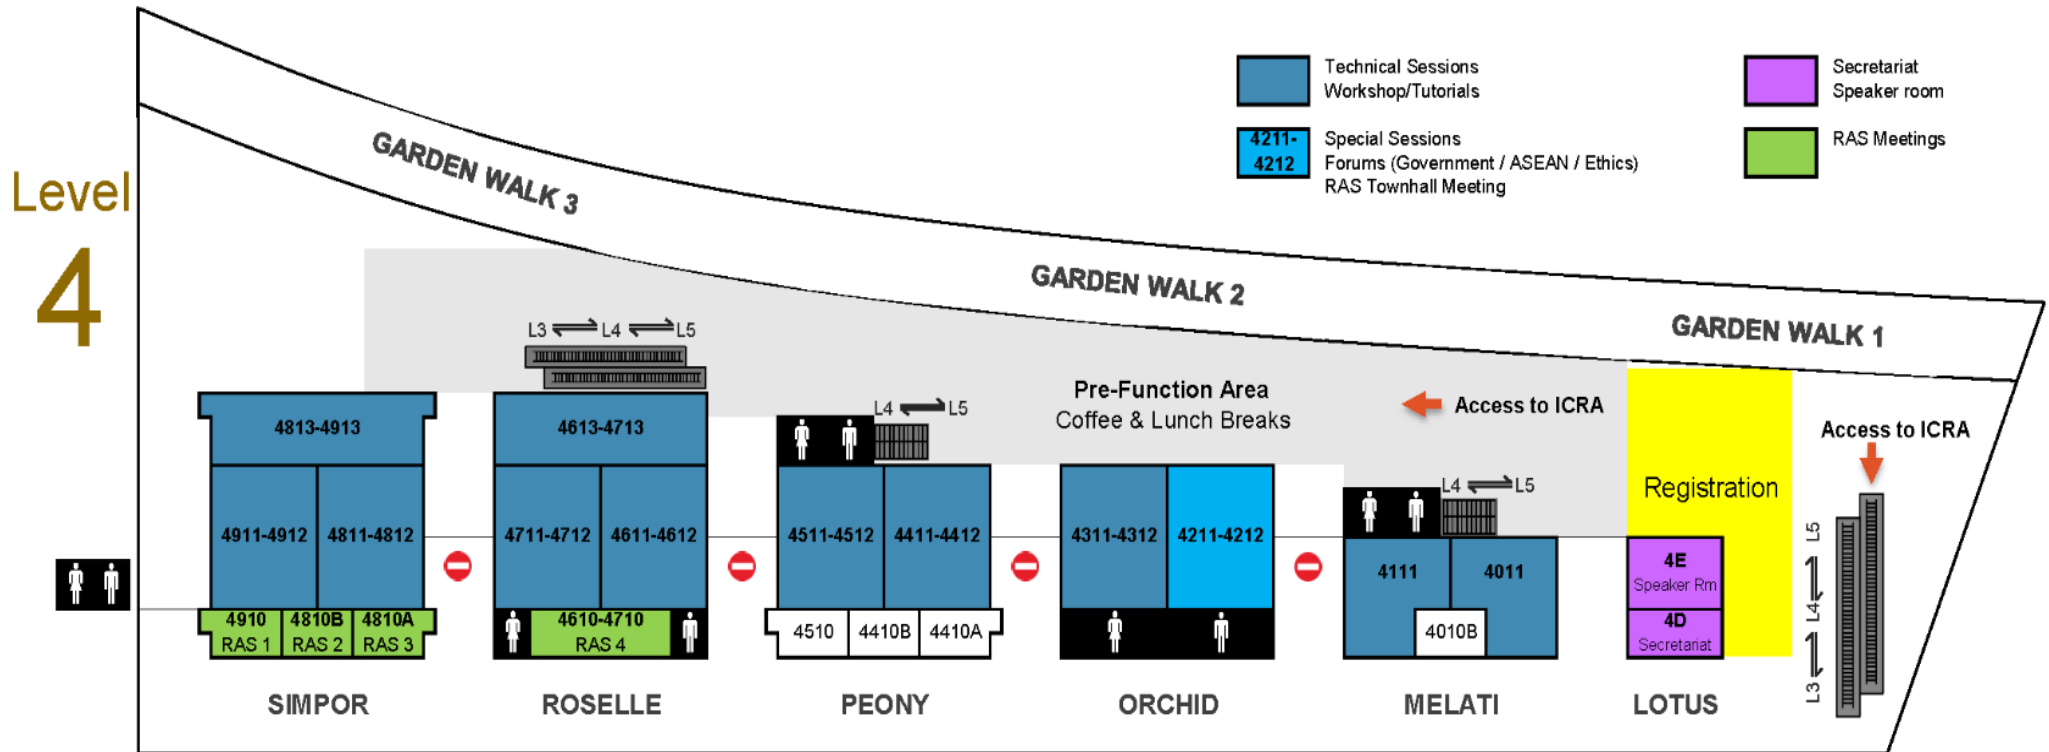 Technical Sessions
Workshop/Tutorials
Secretariat
Speaker room
4211-
4212
Special Sessions
Forums (Government / ASEAN / Ethics)
RAS Townhall Meeting
RAS Meetings
Level
4
GARDEN WALK 3
GARDEN WALK 2
GARDEN WALK 1
L3 L4 L5
L4 L5
Pre-Function Area
Coffee & Lunch Breaks
Access to ICRA
Access to ICRA
4813-4913
4613-4713
L4 L5
Registration
4911-4912
4811-4812
4711-4712
4611-4612
4511-4512
4411-4412
4311-4312
4211-4212
4111
4011
4E
Speaker Rm
4D
Secretariat
L5
L4
L3
4910
RAS 1
4810B
RAS 2
4810A
RAS 3
4610-4710
RAS 4
4510
4410B
4410A
4010B
SIMPOR
ROSELLE
PEONY
ORCHID
MELATI
LOTUS